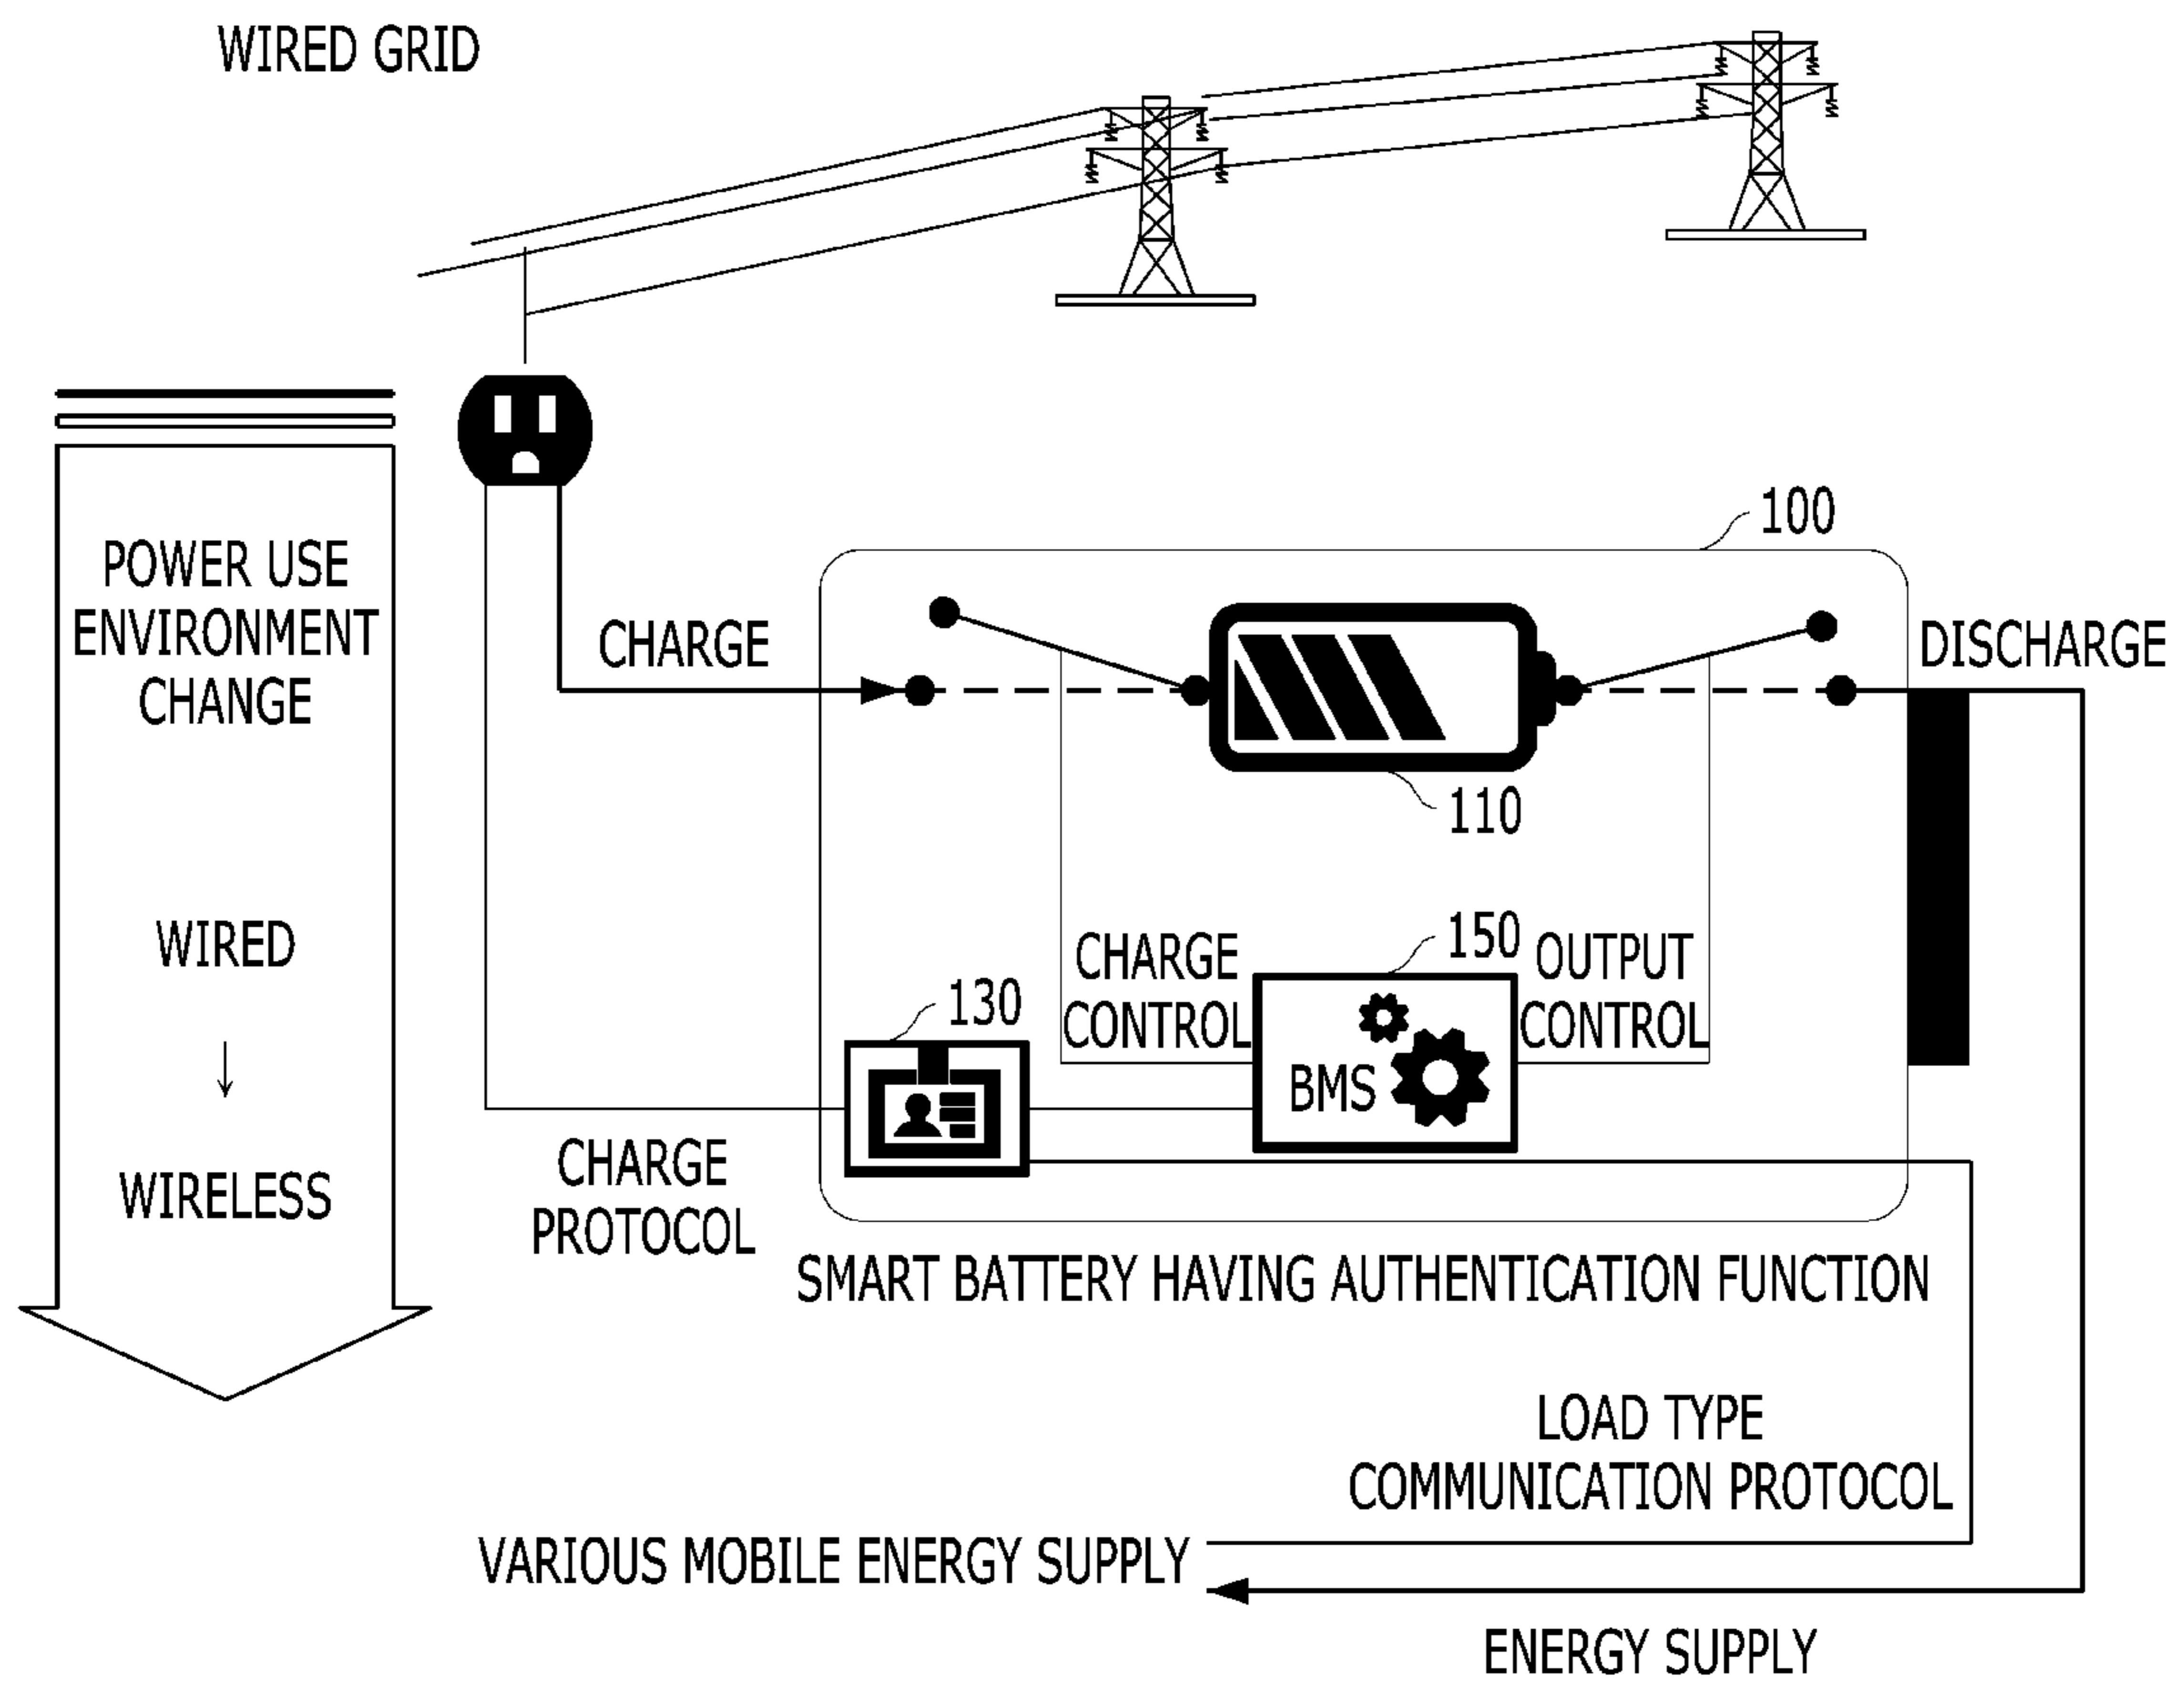 WIRED GRID
POWER USE
ENVIRONMENT
CHANGE
WIRED
WIRELESS
100
CHARGE
DISCHARGE
110
150
CHARGE
CONTROL
OUTPUT
CONTROL
130
BMS
CHARGE
PROTOCOL
SMART BATTERY HAVING AUTHENTICATION FUNCTION
LOAD TYPE
COMMUNICATION PROTOCOL
VARIOUS MOBILE ENERGY SUPPLY
ENERGY SUPPLY